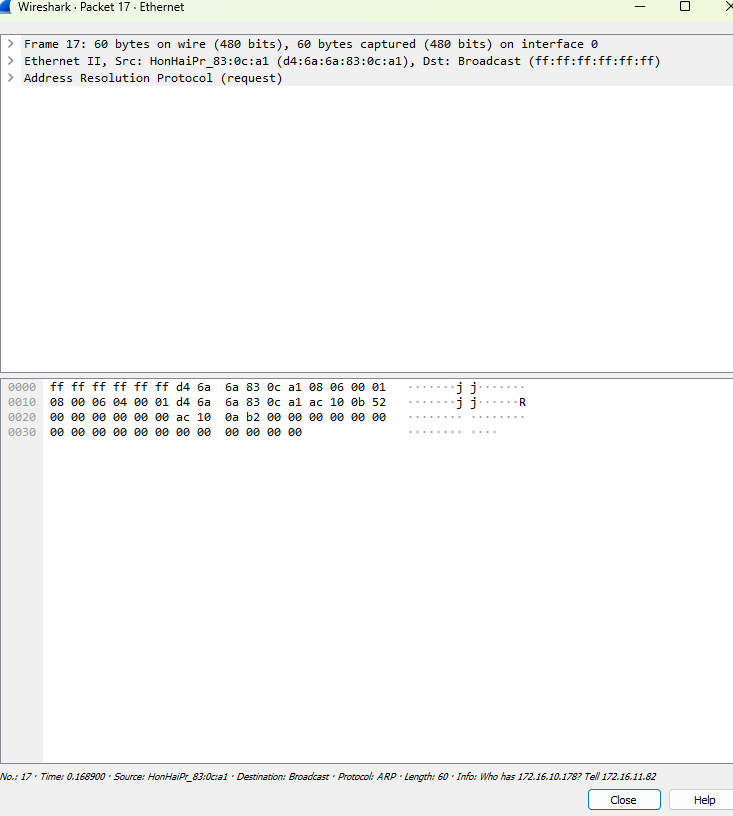 Wireshark · Packet 17 · Ethernet
Frame 17: 60 bytes on wire (480 bits), 60 bytes captured (480 bits) on interface 0
Ethernet II, Src: HonHaiPr_83:0c:a1 (d4:6a:6a:83:0c:a1), Dst: Broadcast (ff:ff:ff:ff:ff:ff)
Address Resolution Protocol (request)
0000 ff ff ff ff ff ff d4 6a 6a 83 0c a1 08 06 00 01 ·······j j·······
0010 08 00 06 04 00 01 d4 6a 6a 83 0c a1 ac 10 0b 52 ·······j j······R
0020 00 00 00 00 00 00 ac 10 0a b2 00 00 00 00 00 00 ········ ········
0030 00 00 00 00 00 00 00 00 00 00 00 00 ········ ····
No.: 17 · Time: 0.168900 · Source: HonHaiPr_83:0c:a1 · Destination: Broadcast · Protocol: ARP · Length: 60 · Info: Who has 172.16.10.178? Tell 172.16.11.82
Close Help